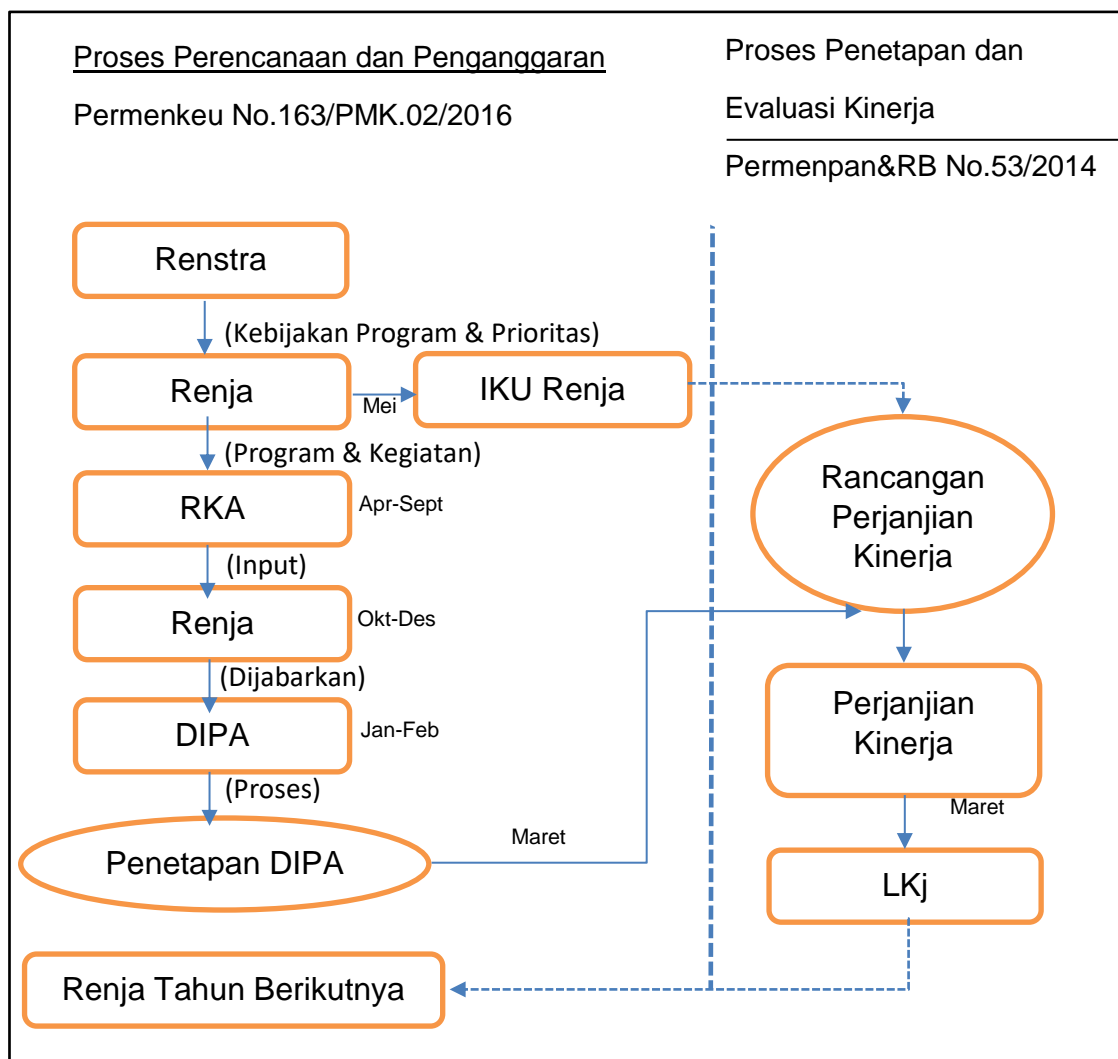 Proses Perencanaan dan Penganggaran
Permenkeu No.163/PMK.02/2016
Proses Penetapan dan
Evaluasi Kinerja
Permenpan&RB No.53/2014
Renstra
(Kebijakan Program & Prioritas)
Renja
Mei
IKU Renja
(Program & Kegiatan)
RKA
Apr-Sept
(Input)
Renja
Okt-Des
(Dijabarkan)
DIPA
Jan-Feb
(Proses)
Penetapan DIPA
Maret
Rancangan
Perjanjian
Kinerja
Perjanjian
Kinerja
Maret
LKj
Renja Tahun Berikutnya